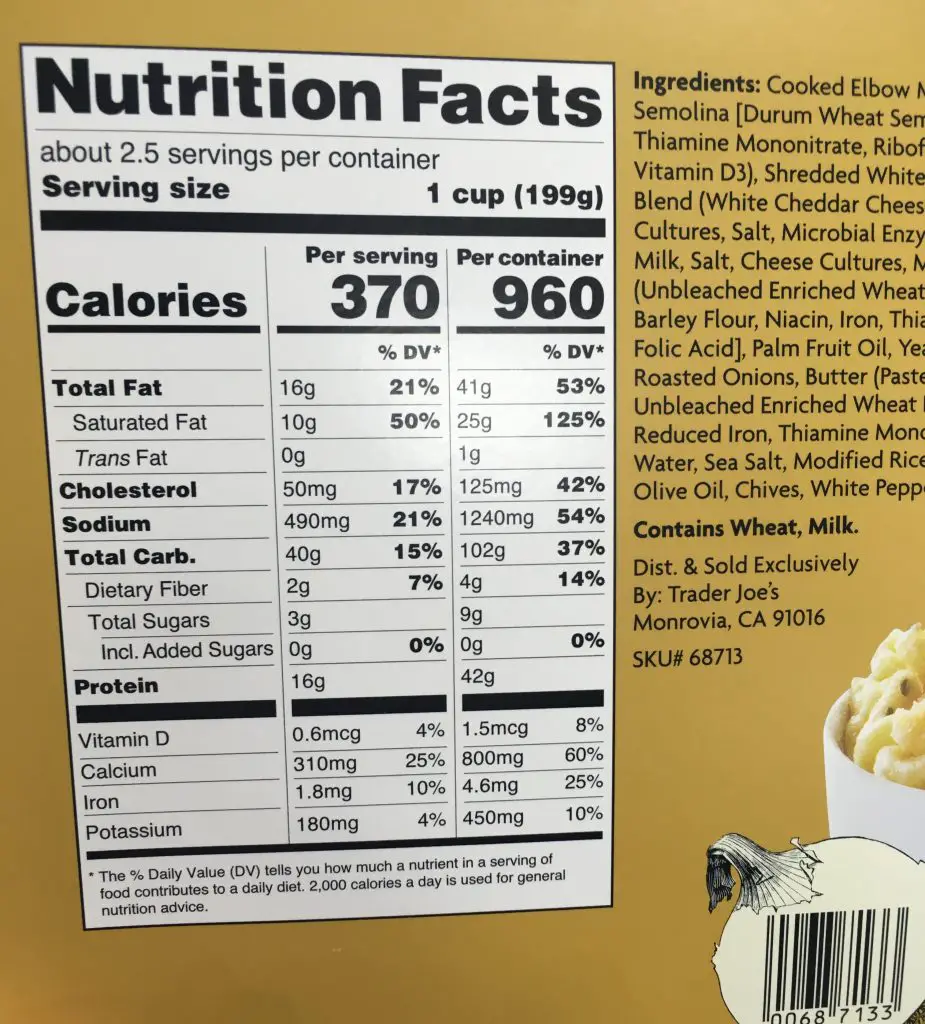 Nutrition Facts
about 2.5 servings per container
Serving size 1 cup (199g)
Per serving Per container
Calories 370 960
% DV* % DV*
Total Fat 16g 21% 41g 53%
Saturated Fat 10g 50% 25g 125%
Trans Fat 0g 1g
Cholesterol 50mg 17% 125mg 42%
Sodium 490mg 21% 1240mg 54%
Total Carb. 40g 15% 102g 37%
Dietary Fiber 2g 7% 4g 14%
Total Sugars 3g 9g
Incl. Added Sugars 0g 0% 0g 0%
Protein 16g 42g
Vitamin D 0.6mcg 4% 1.5mcg 8%
Calcium 310mg 25% 800mg 60%
Iron 1.8mg 10% 4.6mg 25%
Potassium 180mg 4% 450mg 10%
* The % Daily Value (DV) tells you how much a nutrient in a serving of
food contributes to a daily diet. 2,000 calories a day is used for general
nutrition advice.
Ingredients: Cooked Elbow
Semolina [Durum Wheat
Thiamine Mononitrate,
Vitamin D3), Shredded White
Blend (White Cheddar
Cultures, Salt, Microbial
Milk, Salt, Cheese Cultures,
(Unbleached Enriched Wheat
Barley Flour, Niacin, Iron,
Folic Acid], Palm Fruit Oil,
Roasted Onions, Butter
Unbleached Enriched Wheat
Reduced Iron, Thiamine
Water, Sea Salt, Modified Rice
Olive Oil, Chives, White
Contains Wheat, Milk.
Dist. & Sold Exclusively
By: Trader Joe's
Monrovia, CA 91016
SKU# 68713
0068 7133